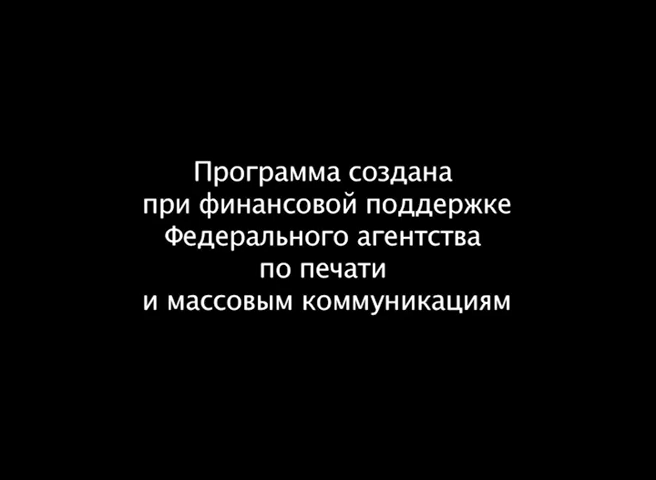 Программа создана
при финансовой поддержке
Федерального агентства
по печати
и массовым коммуникациям